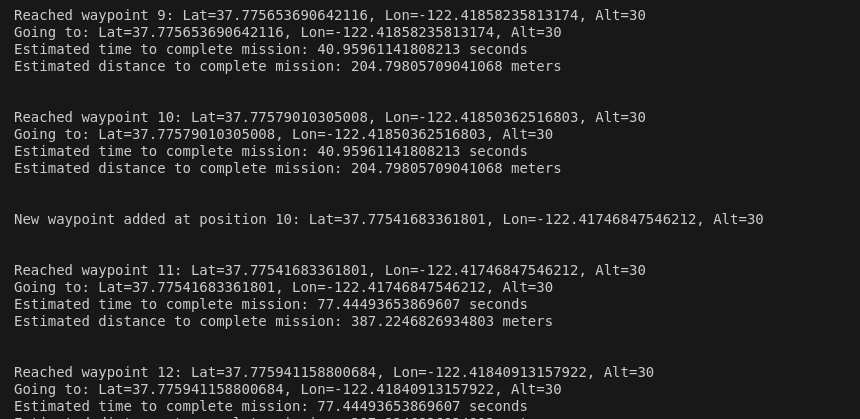 Reached waypoint 9: Lat=37.775653690642116, Lon=-122.41858235813174, Alt=30
Going to: Lat=37.775653690642116, Lon=-122.41858235813174, Alt=30
Estimated time to complete mission: 40.95961141808213 seconds
Estimated distance to complete mission: 204.79805709041068 meters
Reached waypoint 10: Lat=37.77579010305008, Lon=-122.41850362516803, Alt=30
Going to: Lat=37.77579010305008, Lon=-122.41850362516803, Alt=30
Estimated time to complete mission: 40.95961141808213 seconds
Estimated distance to complete mission: 204.79805709041068 meters
New waypoint added at position 10: Lat=37.77541683361801, Lon=-122.41746847546212, Alt=30
Reached waypoint 11: Lat=37.77541683361801, Lon=-122.41746847546212, Alt=30
Going to: Lat=37.77541683361801, Lon=-122.41746847546212, Alt=30
Estimated time to complete mission: 77.44493653869607 seconds
Estimated distance to complete mission: 387.2246826934803 meters
Reached waypoint 12: Lat=37.775941158800684, Lon=-122.41840913157922, Alt=30
Going to: Lat=37.775941158800684, Lon=-122.41840913157922, Alt=30
Estimated time to complete mission: 77.44493653869607 seconds